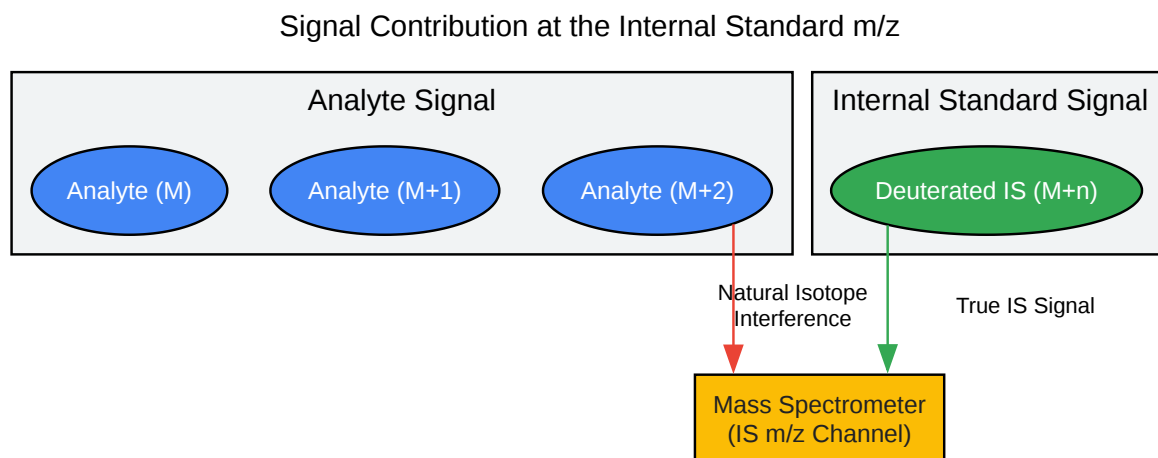 Signal Contribution at the Internal Standard m/z
Analyte Signal
Internal Standard Signal
Analyte (M)
Analyte (M+1)
Analyte (M+2)
Deuterated IS (M+n)
Natural Isotope
Interference
True IS Signal
Mass Spectrometer
(IS m/z Channel)